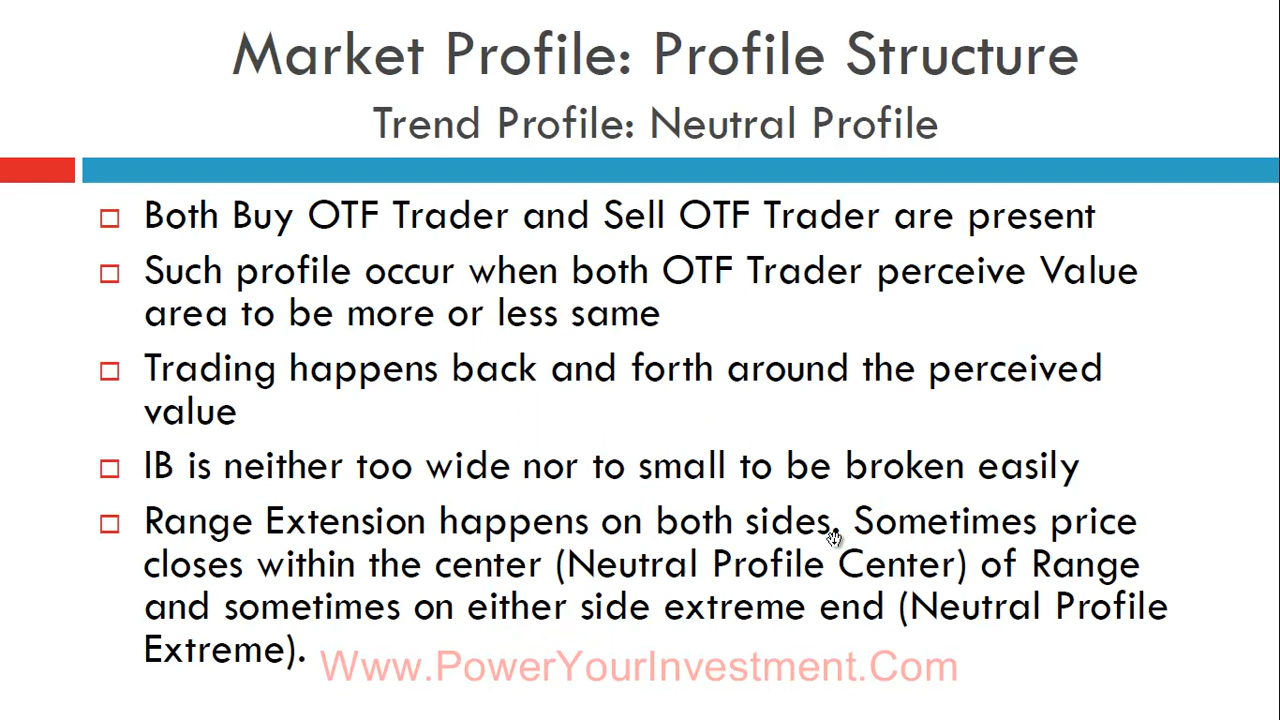 Market Profile: Profile Structure
Trend Profile: Neutral Profile
Both Buy OTF Trader and Sell OTF Trader are present
Such profile occur when both OTF Trader perceive Value
area to be more or less same
Trading happens back and forth around the perceived
value
IB is neither too wide nor to small to be broken easily
Range Extension happens on both sides. Sometimes price
closes within the center (Neutral Profile Center) of Range
and sometimes on either side extreme end (Neutral Profile
Extreme).
Www.PowerYourInvestment.Com